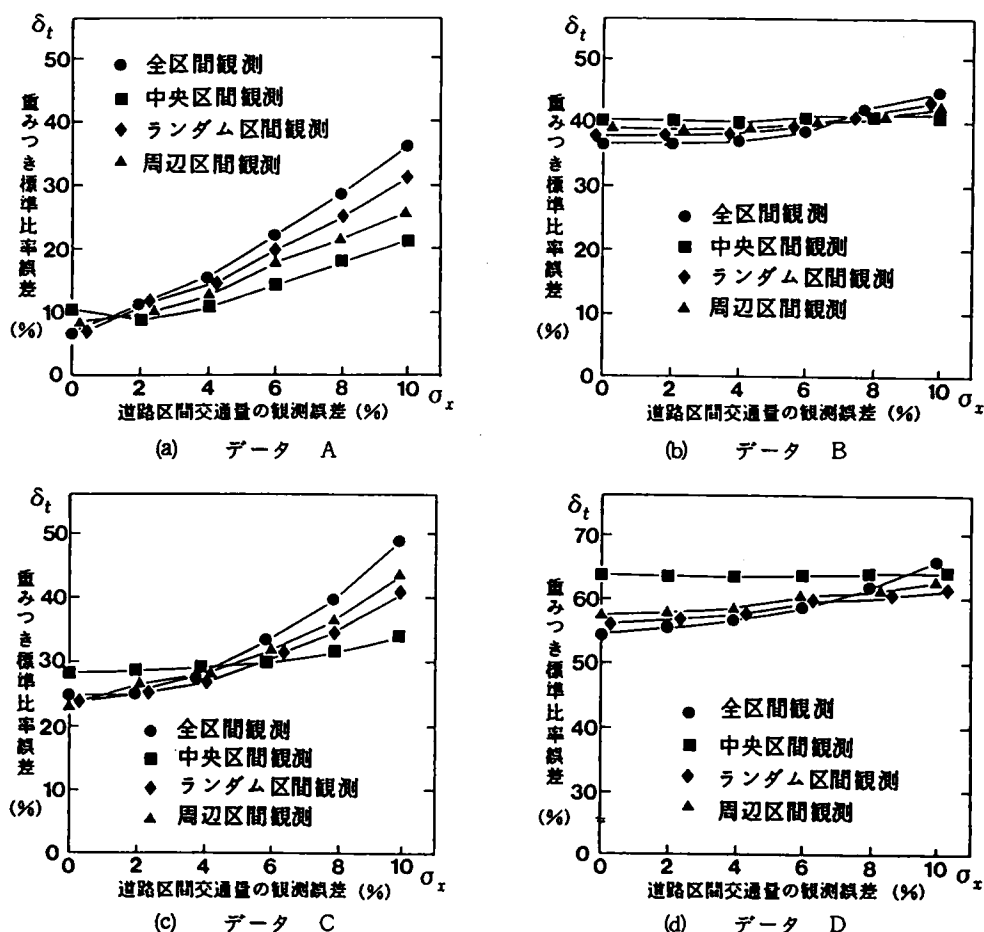 δt
50
40
30
20
10
0
重みつき標準比率誤差
(%)
● 全区間観測
■ 中央区間観測
◆ ランダム区間観測
▲ 周辺区間観測
0 2 4 6 8 10 σx
道路区間交通量の観測誤差 (%)
(a) データ A
δt
50
40
30
20
10
0
重みつき標準比率誤差
(%)
● 全区間観測
■ 中央区間観測
◆ ランダム区間観測
▲ 周辺区間観測
0 2 4 6 8 10 σx
道路区間交通量の観測誤差 (%)
(b) データ B
δt
50
40
30
20
10
0
重みつき標準比率誤差
(%)
● 全区間観測
■ 中央区間観測
◆ ランダム区間観測
▲ 周辺区間観測
0 2 4 6 8 10 σx
道路区間交通量の観測誤差 (%)
(c) データ C
δt
70
60
50
40
30
0
重みつき標準比率誤差
(%)
● 全区間観測
■ 中央区間観測
◆ ランダム区間観測
▲ 周辺区間観測
0 2 4 6 8 10 σx
道路区間交通量の観測誤差 (%)
(d) データ D